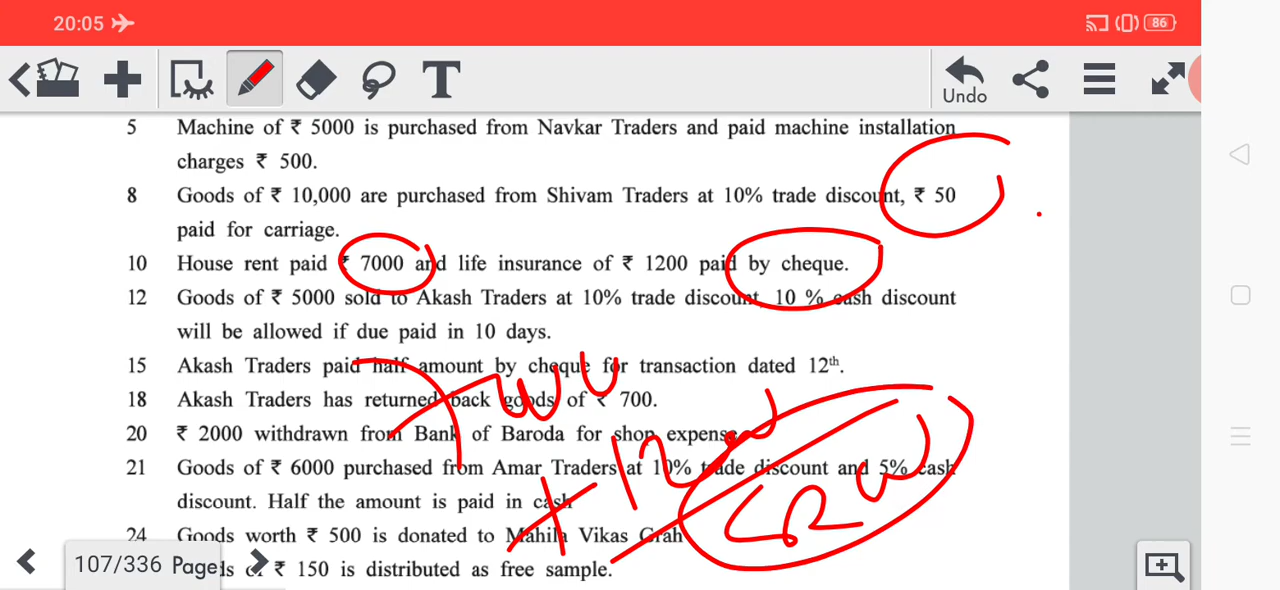 20:05
86
Undo
5 Machine of ₹ 5000 is purchased from Navkar Traders and paid machine installation
charges ₹ 500.
8 Goods of ₹ 10,000 are purchased from Shivam Traders at 10% trade discount, ₹ 50
paid for carriage.
10 House rent paid ₹ 7000 and life insurance of ₹ 1200 paid by cheque.
12 Goods of ₹ 5000 sold to Akash Traders at 10% trade discount, 10 % cash discount
will be allowed if due paid in 10 days.
15 Akash Traders paid half amount by cheque for transaction dated 12th.
18 Akash Traders has returned back goods of ₹ 700.
20 ₹ 2000 withdrawn from Bank of Baroda for shop expense
21 Goods of ₹ 6000 purchased from Amar Traders at 10% trade discount and 5% cash
discount. Half the amount is paid in cash
24 Goods worth ₹ 500 is donated to Mahila Vikas Grah
₹ 150 is distributed as free sample.
107/336 Page